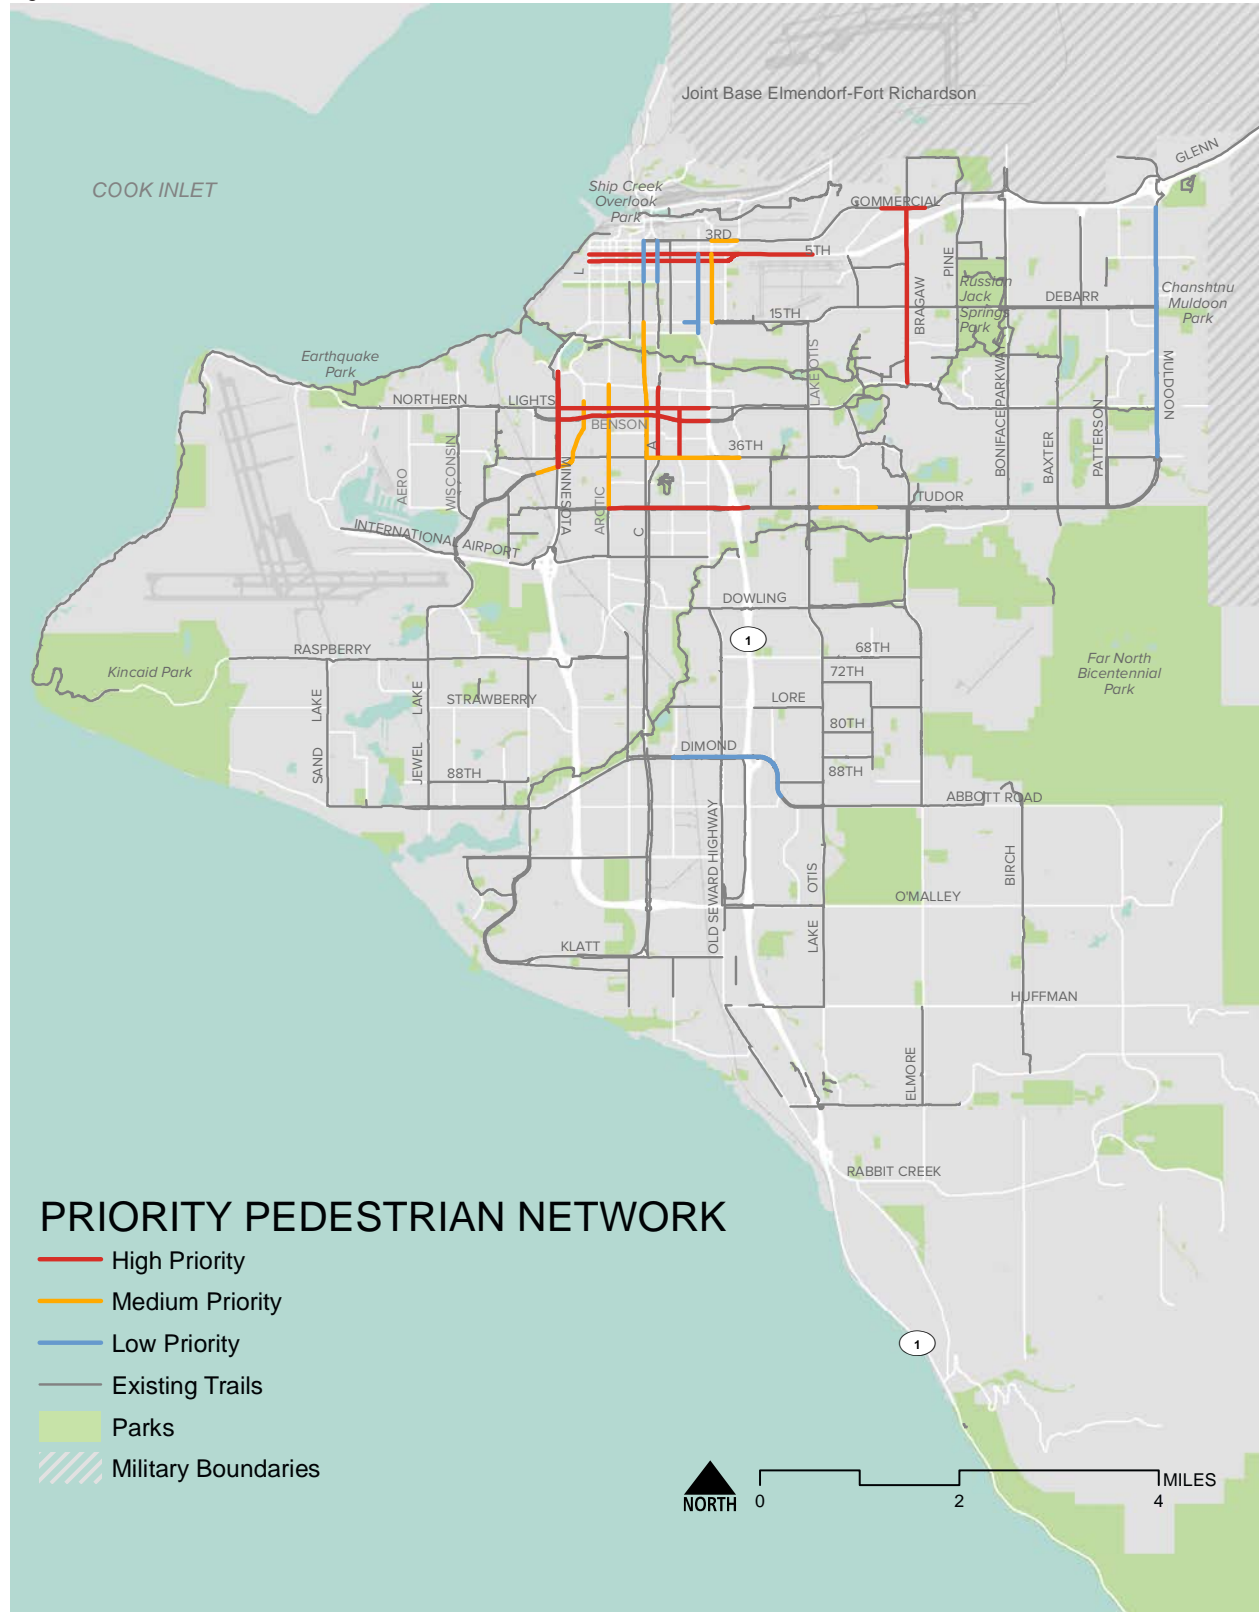 Joint Base Elmendorf-Fort Richardson
GLENN
COOK INLET
Ship Creek
Overlook
Park
COMMERCIAL
3RD
5TH
L
PINE
Russian
Jack
Springs
Park
DEBARR
Chanshtnu
Muldoon
Park
15TH
BRAGAW
Earthquake
Park
LAKE OTIS
BONIFACE PARKWAY
MULDOON
NORTHERN
LIGHTS
BENSON
A
36TH
WISCONSIN
BAXTER
PATTERSON
AERO
MINNESOTA
ARCTIC
TUDOR
INTERNATIONAL AIRPORT
C
DOWLING
1
RASPBERRY
68TH
Kincaid Park
72TH
Far North
Bicentennial
Park
SAND LAKE
JEWEL LAKE
STRAWBERRY
LORE
80TH
DIMOND
88TH
88TH
ABBOTT ROAD
OLD SEWARD HIGHWAY
BIRCH
LAKE OTIS
O'MALLEY
KLATT
HUFFMAN
ELMORE
RABBIT CREEK
PRIORITY PEDESTRIAN NETWORK
High Priority
Medium Priority
Low Priority
1
Existing Trails
Parks
Military Boundaries
NORTH
0 2 4
MILES